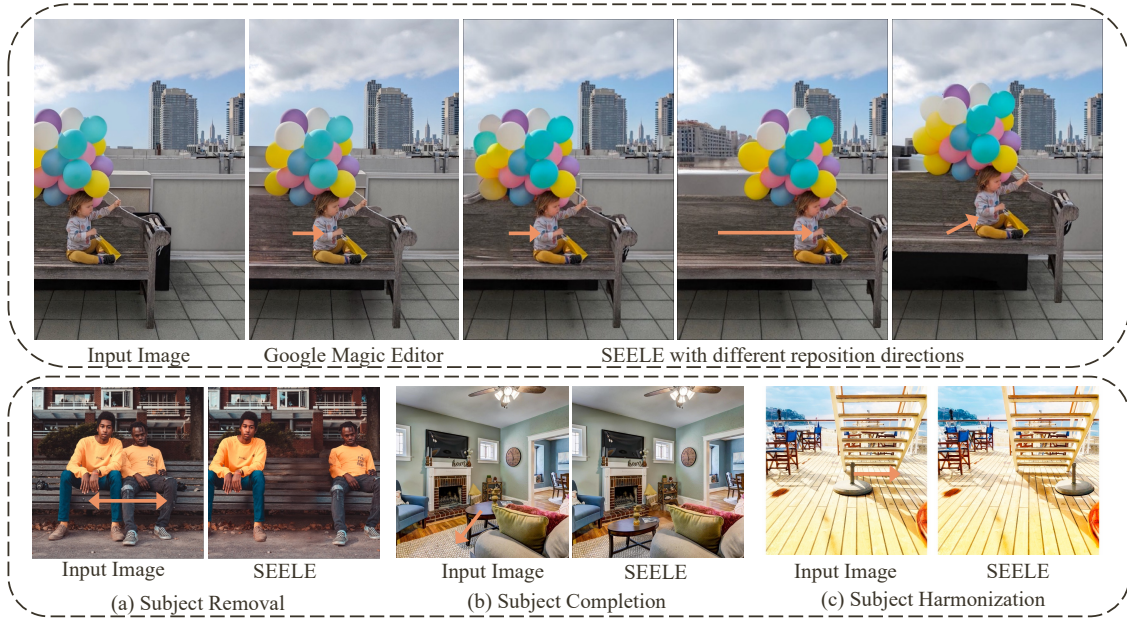 Input Image
Google Magic Editor
SEELE with different reposition directions
Input Image
SEELE
Input Image
SEELE
Input Image
SEELE
(a) Subject Removal
(b) Subject Completion
(c) Subject Harmonization